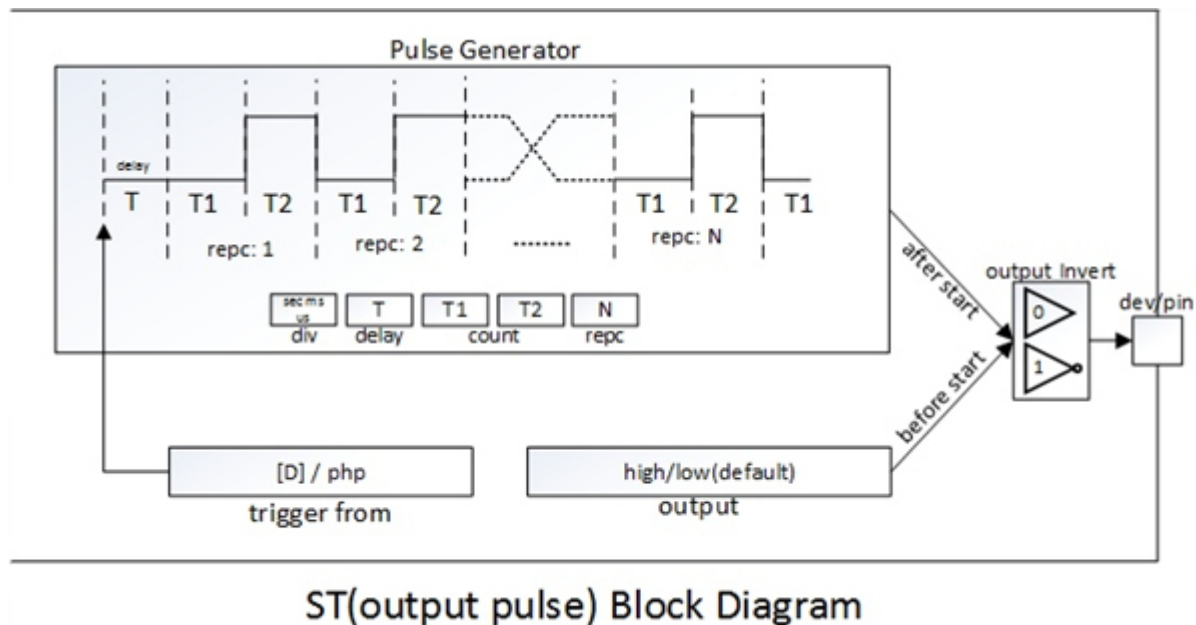 Pulse Generator
delay
T T1 T2 T1 T2 T1 T2 T1
repc: 1 repc: 2 ........ repc: N
sec ms us T T1 T2 N
div delay count repc
after start
before start
output Invert
0
1
dev/pin
[D] / php
trigger from
high/low(default)
output
ST(output pulse) Block Diagram